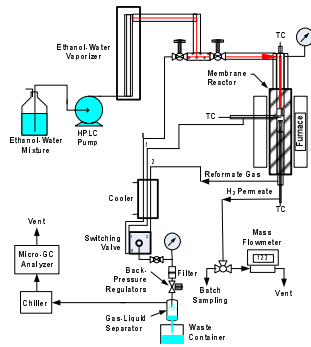 Ethanol-Water
Vaporizer
TC
Membrane
Reactor
TC
Furnace
HPLC
Pump
Ethanol-Water
Mixture
Reformate Gas
Cooler
H2 Permeate
TC
Switching
Valve
Vent
Mass
Flowmeter
123
Micro-GC
Analyzer
Filter
Back-
Pressure
Regulators
Batch
Sampling
Vent
Chiller
Gas-Liquid
Separator
Waste
Container